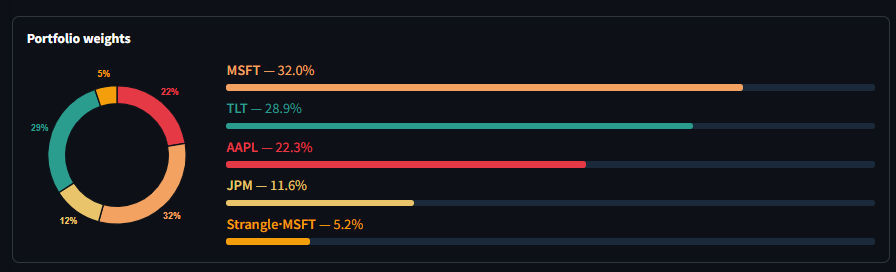 Portfolio weights
5%
22%
29%
12%
32%
MSFT — 32.0%
TLT — 28.9%
AAPL — 22.3%
JPM — 11.6%
Strangle·MSFT — 5.2%